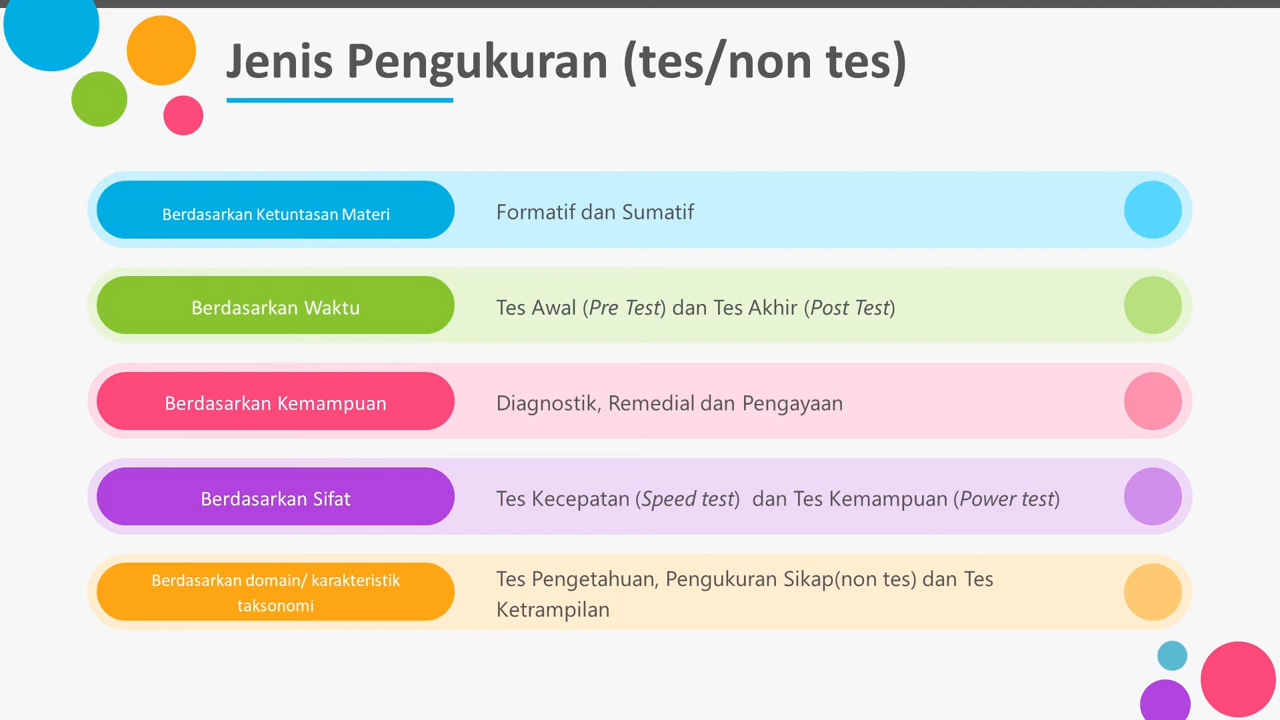 Jenis Pengukuran (tes/non tes)
Berdasarkan Ketuntasan Materi
Formatif dan Sumatif
Berdasarkan Waktu
Tes Awal (Pre Test) dan Tes Akhir (Post Test)
Berdasarkan Kemampuan
Diagnostik, Remedial dan Pengayaan
Berdasarkan Sifat
Tes Kecepatan (Speed test)  dan Tes Kemampuan (Power test)
Berdasarkan domain/ karakteristik
taksonomi
Tes Pengetahuan, Pengukuran Sikap(non tes) dan Tes
Ketrampilan